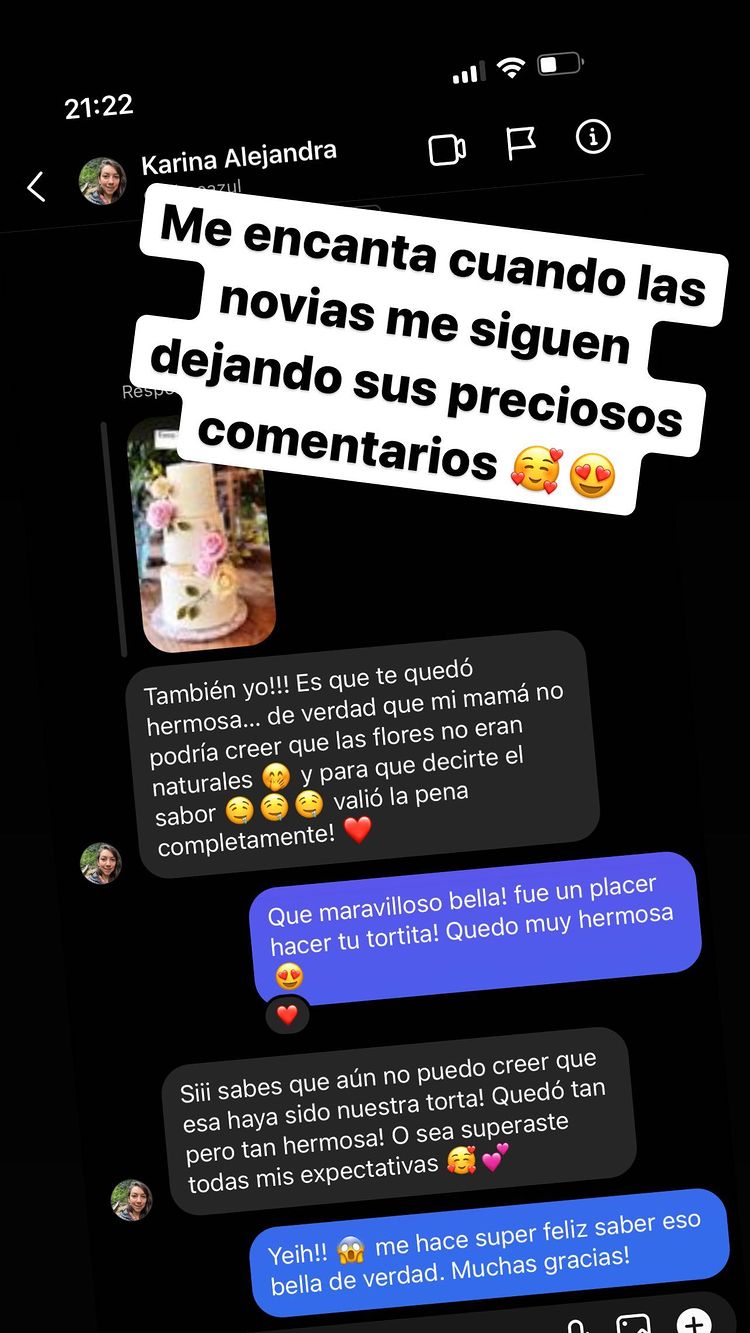 21:22
Karina Alejandra
Me encanta cuando las
novias me siguen
dejando sus preciosos
comentarios 🥰😍
También yo!!! Es que te quedó
hermosa... de verdad que mi mamá no
podría creer que las flores no eran
naturales 🤭 y para que decirte el
sabor 🤤🤤🤤 valió la pena
completamente! ❤️
Que maravilloso bella! fue un placer
hacer tu tortita! Quedo muy hermosa
😍
❤️
Siii sabes que aún no puedo creer que
esa haya sido nuestra torta! Quedó tan
pero tan hermosa! O sea superaste
todas mis expectativas 🥰💕
Yeih!! 😱 me hace super feliz saber eso
bella de verdad. Muchas gracias!